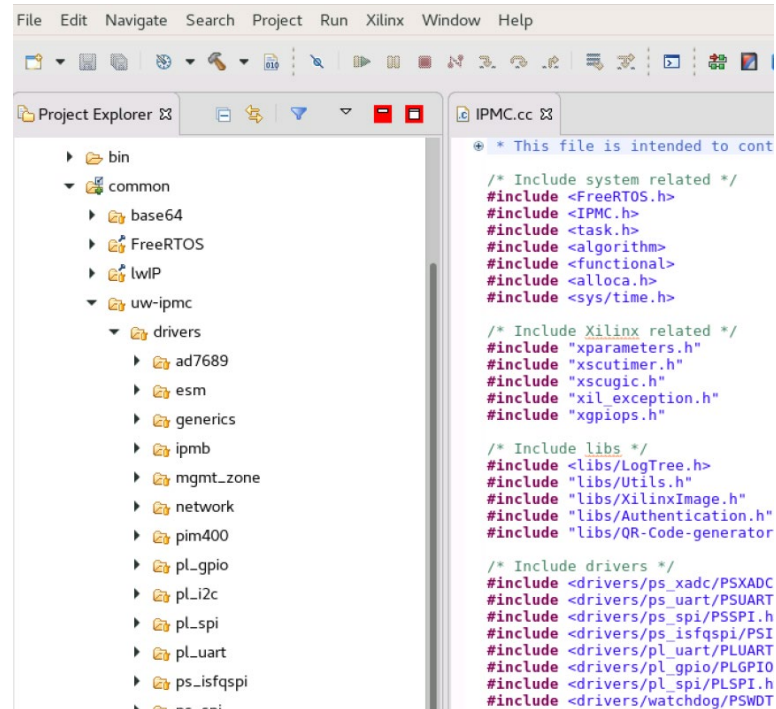 File Edit Navigate Search Project Run Xilinx Window Help
Project Explorer
bin
common
base64
FreeRTOS
lwIP
uw-ipmc
drivers
ad7689
esm
generics
ipmb
mgmt_zone
network
pim400
pl_gpio
pl_i2c
pl_spi
pl_uart
ps_isfqspi
IPMC.cc
* This file is intended to cont
/* Include system related */
#include <FreeRTOS.h>
#include <IPMC.h>
#include <task.h>
#include <algorithm>
#include <functional>
#include <alloca.h>
#include <sys/time.h>
/* Include Xilinx related */
#include "xparameters.h"
#include "xscutimer.h"
#include "xscugic.h"
#include "xil_exception.h"
#include "xgpiops.h"
/* Include libs */
#include <libs/LogTree.h>
#include "libs/Utils.h"
#include "libs/XilinxImage.h"
#include "libs/Authentication.h"
#include "libs/QR-Code-generator
/* Include drivers */
#include <drivers/ps_xadc/PSXADC
#include <drivers/ps_uart/PSUART
#include <drivers/ps_spi/PSSPI.h
#include <drivers/ps_isfqspi/PSI
#include <drivers/pl_uart/PLUART
#include <drivers/pl_gpio/PLGPIO
#include <drivers/pl_spi/PLSPI.h
#include <drivers/watchdog/PSWDT